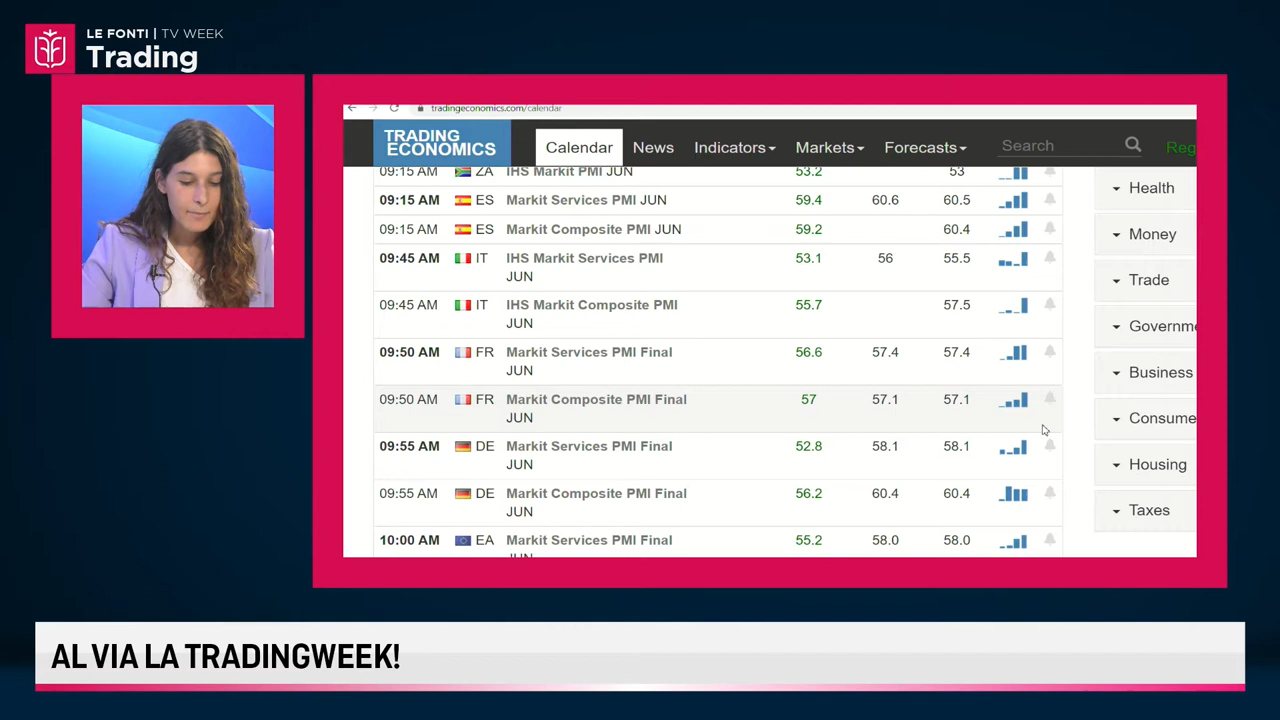 LE FONTI | TV WEEK
Trading
tradingeconomics.com/calendar
TRADING
ECONOMICS
Calendar News Indicators Markets Forecasts Search Reg
09:15 AM ZA IHS Markit PMI JUN 53.2 53
09:15 AM ES Markit Services PMI JUN 59.4 60.6 60.5
09:15 AM ES Markit Composite PMI JUN 59.2 60.4
09:45 AM IT IHS Markit Services PMI 53.1 56 55.5
JUN
09:45 AM IT IHS Markit Composite PMI 55.7 57.5
JUN
09:50 AM FR Markit Services PMI Final 56.6 57.4 57.4
JUN
09:50 AM FR Markit Composite PMI Final 57 57.1 57.1
JUN
09:55 AM DE Markit Services PMI Final 52.8 58.1 58.1
JUN
09:55 AM DE Markit Composite PMI Final 56.2 60.4 60.4
JUN
10:00 AM EA Markit Services PMI Final 55.2 58.0 58.0
JUN
Health
Money
Trade
Governme
Business
Consume
Housing
Taxes
AL VIA LA TRADINGWEEK!